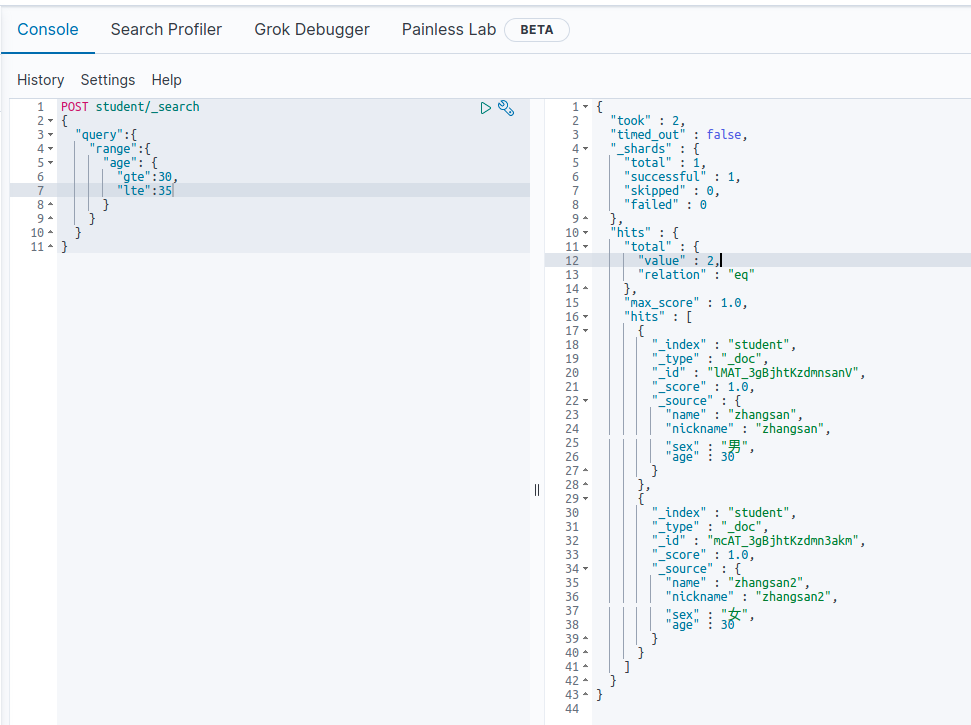 Console Search Profiler Grok Debugger Painless Lab BETA
History Settings Help
1 POST student/_search
2 {
3 "query":{
4 "range":{
5 "age": {
6 "gte":30,
7 "lte":35
8 }
9 }
10 }
11 }
1 {
2 "took" : 2,
3 "timed_out" : false,
4 "_shards" : {
5 "total" : 1,
6 "successful" : 1,
7 "skipped" : 0,
8 "failed" : 0
9 },
10 "hits" : {
11 "total" : {
12 "value" : 2,
13 "relation" : "eq"
14 },
15 "max_score" : 1.0,
16 "hits" : [
17 {
18 "_index" : "student",
19 "_type" : "_doc",
20 "_id" : "lMAT_3gBjhtKzdmnsanV",
21 "_score" : 1.0,
22 "_source" : {
23 "name" : "zhangsan",
24 "nickname" : "zhangsan",
25 "sex" : "男",
26 "age" : 30
27 }
28 },
29 {
30 "_index" : "student",
31 "_type" : "_doc",
32 "_id" : "mcAT_3gBjhtKzdmn3akm",
33 "_score" : 1.0,
34 "_source" : {
35 "name" : "zhangsan2",
36 "nickname" : "zhangsan2",
37 "sex" : "女",
38 "age" : 30
39 }
40 }
41 ]
42 }
43 }
44